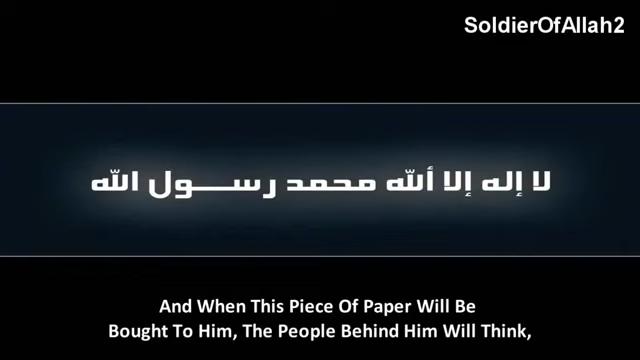 SoldierOfAllah2
لا إله إلا ألله محمد رســـول الله
And When This Piece Of Paper Will Be
Bought To Him, The People Behind Him Will Think,